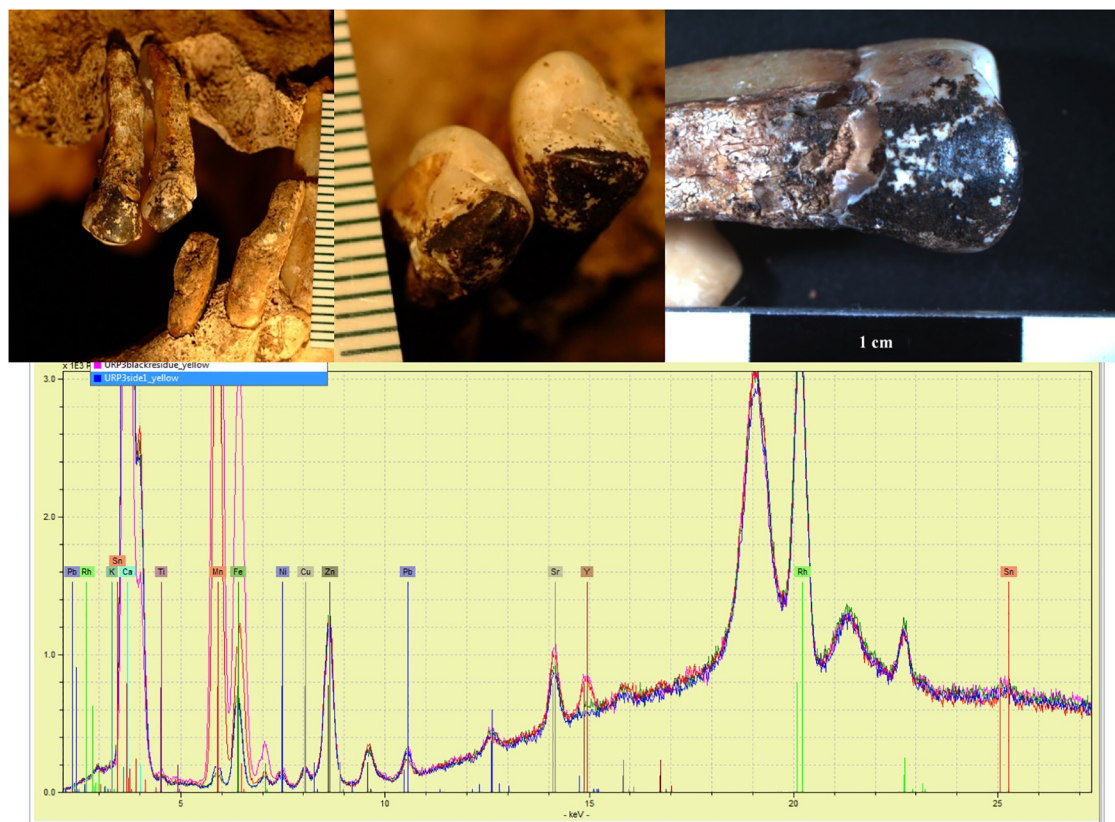 1 cm
x 1E3 P
URP3blackresidue_yellow
URP3side1_yellow
3.0
2.0
1.0
0.0
Pb Rh K Sn Ca Ti Mn Fe Ni Cu Zn Pb Sr Y Rh Sn
5 10 15 20 25
- keV -